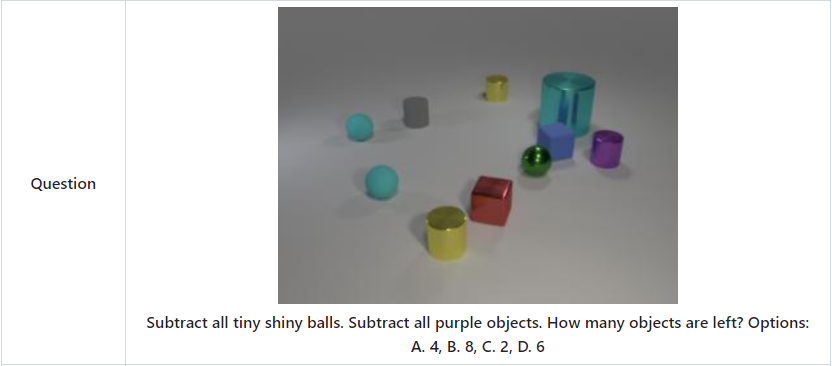 Question
Subtract all tiny shiny balls. Subtract all purple objects. How many objects are left? Options:
A. 4, B. 8, C. 2, D. 6